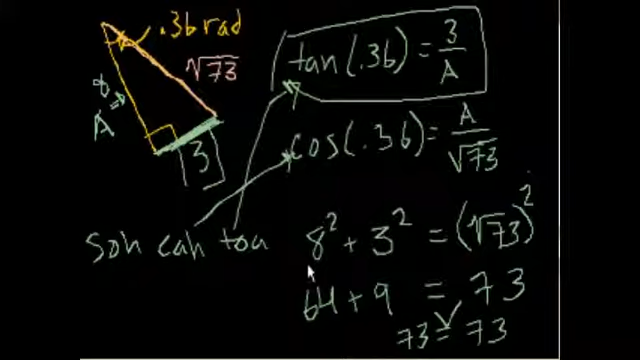 .36 rad
√73
8
A
3
tan(.36) = 3/A
cos(.36) = A/√73
soh cah toa
8² + 3² = (√73)²
64 + 9 = 73
73 = 73